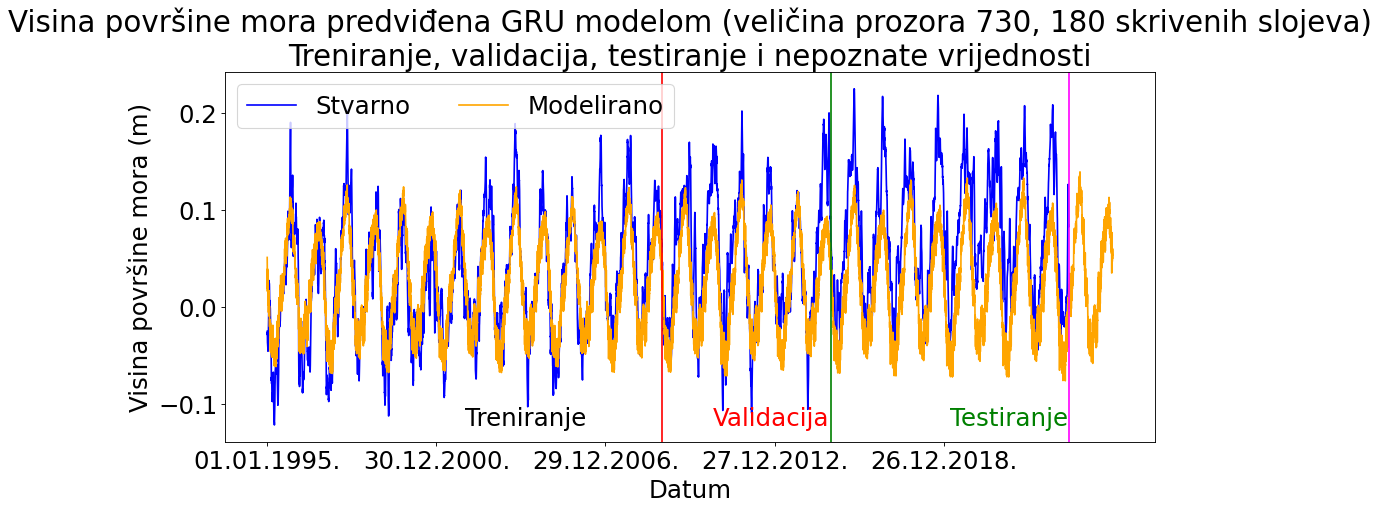 Visina površine mora predviđena GRU modelom (veličina prozora 730, 180 skrivenih slojeva)
Treniranje, validacija, testiranje i nepoznate vrijednosti
Stvarno
Modelirano
Visina površine mora (m)
0.2
0.1
0.0
−0.1
Treniranje
Validacija
Testiranje
01.01.1995.
30.12.2000.
29.12.2006.
27.12.2012.
26.12.2018.
Datum